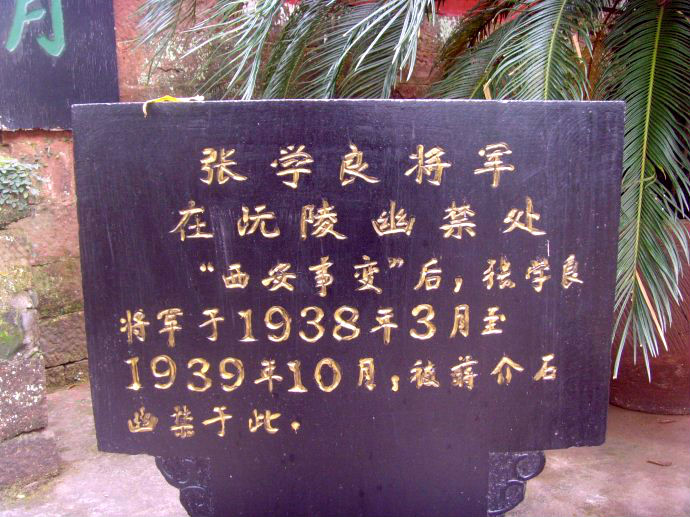 张学良将军
在沅陵幽禁处
“西安事变”后，张学良
将军于1938年3月至
1939年10月，被蒋介石
幽禁于此.